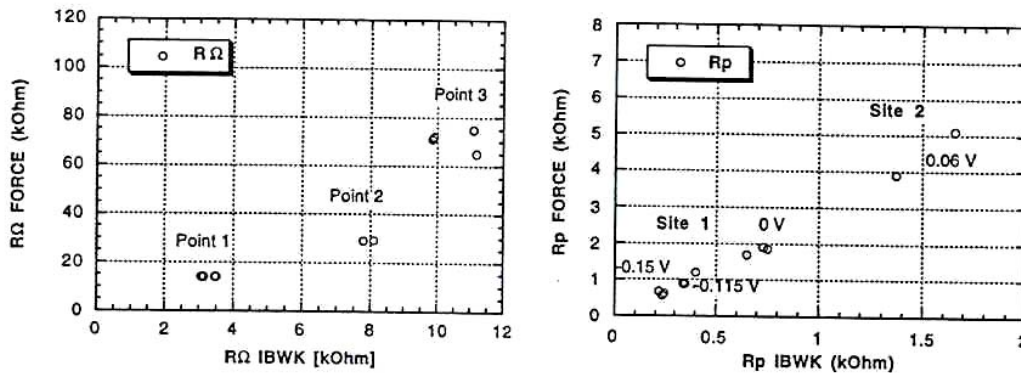 RΩ FORCE (kOhm)
120
100
80
60
40
20
0
RΩ
Point 3
Point 2
Point 1
0 2 4 6 8 10 12
RΩ IBWK [kOhm]
Rp FORCE (kOhm)
8
7
6
5
4
3
2
1
0
Rp
Site 2
0.06 V
Site 1 0 V
-0.15 V
-0.115 V
0 0.5 1 1.5 2
Rp IBWK (kOhm)